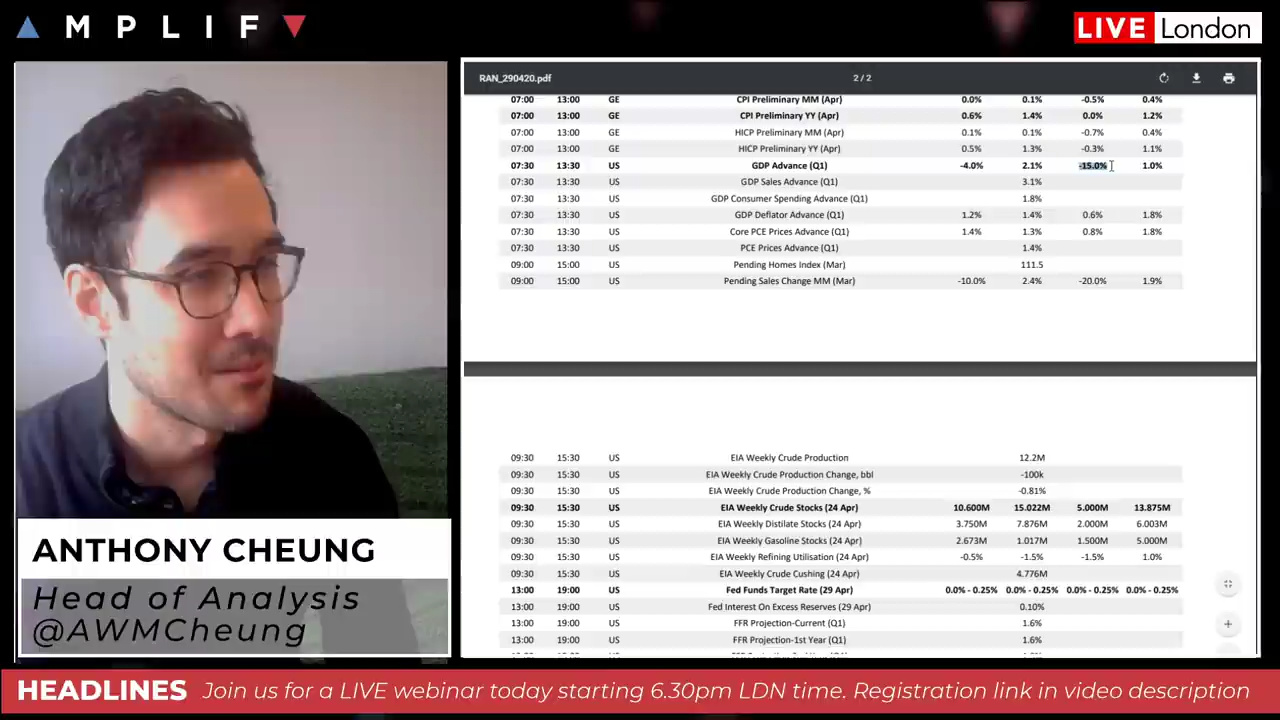 AMPLIFY
LIVE London
RAN_290420.pdf 2 / 2
07:00 13:00 GE CPI Preliminary MM (Apr) 0.0% 0.1% -0.5% 0.4%
07:00 13:00 GE CPI Preliminary YY (Apr) 0.6% 1.4% 0.0% 1.2%
07:00 13:00 GE HICP Preliminary MM (Apr) 0.1% 0.1% -0.7% 0.4%
07:00 13:00 GE HICP Preliminary YY (Apr) 0.5% 1.3% -0.3% 1.1%
07:30 13:30 US GDP Advance (Q1) -4.0% 2.1% -15.0% 1.0%
07:30 13:30 US GDP Sales Advance (Q1) 3.1%
07:30 13:30 US GDP Consumer Spending Advance (Q1) 1.8%
07:30 13:30 US GDP Deflator Advance (Q1) 1.2% 1.4% 0.6% 1.8%
07:30 13:30 US Core PCE Prices Advance (Q1) 1.4% 1.3% 0.8% 1.8%
07:30 13:30 US PCE Prices Advance (Q1) 1.4%
09:00 15:00 US Pending Homes Index (Mar) 111.5
09:00 15:00 US Pending Sales Change MM (Mar) -10.0% 2.4% -20.0% 1.9%
09:30 15:30 US EIA Weekly Crude Production 12.2M
09:30 15:30 US EIA Weekly Crude Production Change, bbl -100k
09:30 15:30 US EIA Weekly Crude Production Change, % -0.81%
09:30 15:30 US EIA Weekly Crude Stocks (24 Apr) 10.600M 15.022M 5.000M 13.875M
09:30 15:30 US EIA Weekly Distilate Stocks (24 Apr) 3.750M 7.876M 2.000M 6.003M
09:30 15:30 US EIA Weekly Gasoline Stocks (24 Apr) 2.673M 1.017M 1.500M 5.000M
09:30 15:30 US EIA Weekly Refining Utilisation (24 Apr) -0.5% -1.5% -1.5% 1.0%
09:30 15:30 US EIA Weekly Crude Cushing (24 Apr) 4.776M
13:00 19:00 US Fed Funds Target Rate (29 Apr) 0.0% - 0.25% 0.0% - 0.25% 0.0% - 0.25% 0.0% - 0.25%
13:00 19:00 US Fed Interest On Excess Reserves (29 Apr) 0.10%
13:00 19:00 US FFR Projection-Current (Q1) 1.6%
13:00 19:00 US FFR Projection-1st Year (Q1) 1.6%
ANTHONY CHEUNG
Head of Analysis
@AWMCheung
HEADLINES Join us for a LIVE webinar today starting 6.30pm LDN time. Registration link in video description